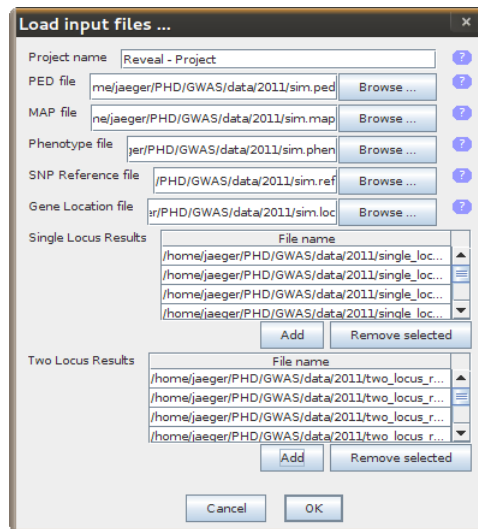 Load input files ... ×
Project name Reveal - Project ?
PED file me/jaeger/PHD/GWAS/data/2011/sim.ped Browse ... ?
MAP file ne/jaeger/PHD/GWAS/data/2011/sim.map Browse ... ?
Phenotype file ger/PHD/GWAS/data/2011/sim.phen Browse ... ?
SNP Reference file /PHD/GWAS/data/2011/sim.ref Browse ... ?
Gene Location file er/PHD/GWAS/data/2011/sim.loc Browse ... ?
Single Locus Results File name
/home/jaeger/PHD/GWAS/data/2011/single_loc...
/home/jaeger/PHD/GWAS/data/2011/single_loc...
/home/jaeger/PHD/GWAS/data/2011/single_loc...
/home/jaeger/PHD/GWAS/data/2011/single_loc...
Add Remove selected
Two Locus Results File name
/home/jaeger/PHD/GWAS/data/2011/two_locus_r...
/home/jaeger/PHD/GWAS/data/2011/two_locus_r...
/home/jaeger/PHD/GWAS/data/2011/two_locus_r...
/home/jaeger/PHD/GWAS/data/2011/two_locus_r...
Add Remove selected
Cancel OK